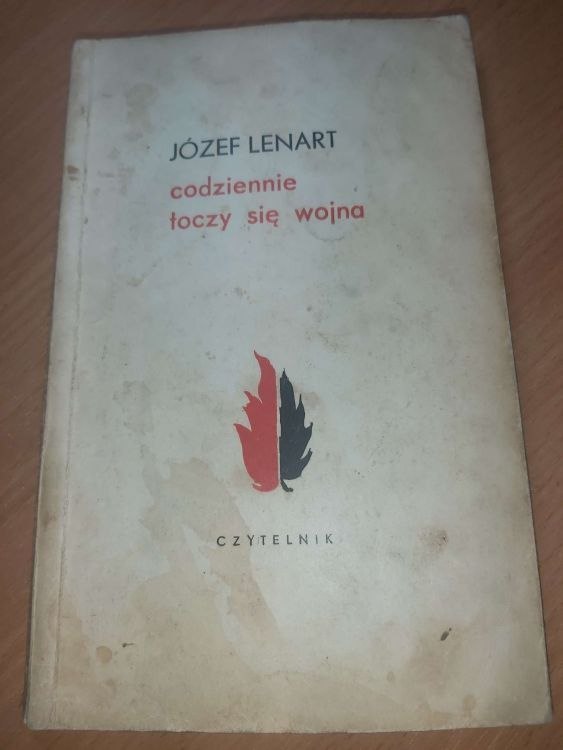 JÓZEF LENART
codziennie
toczy się wojna
CZYTELNIK